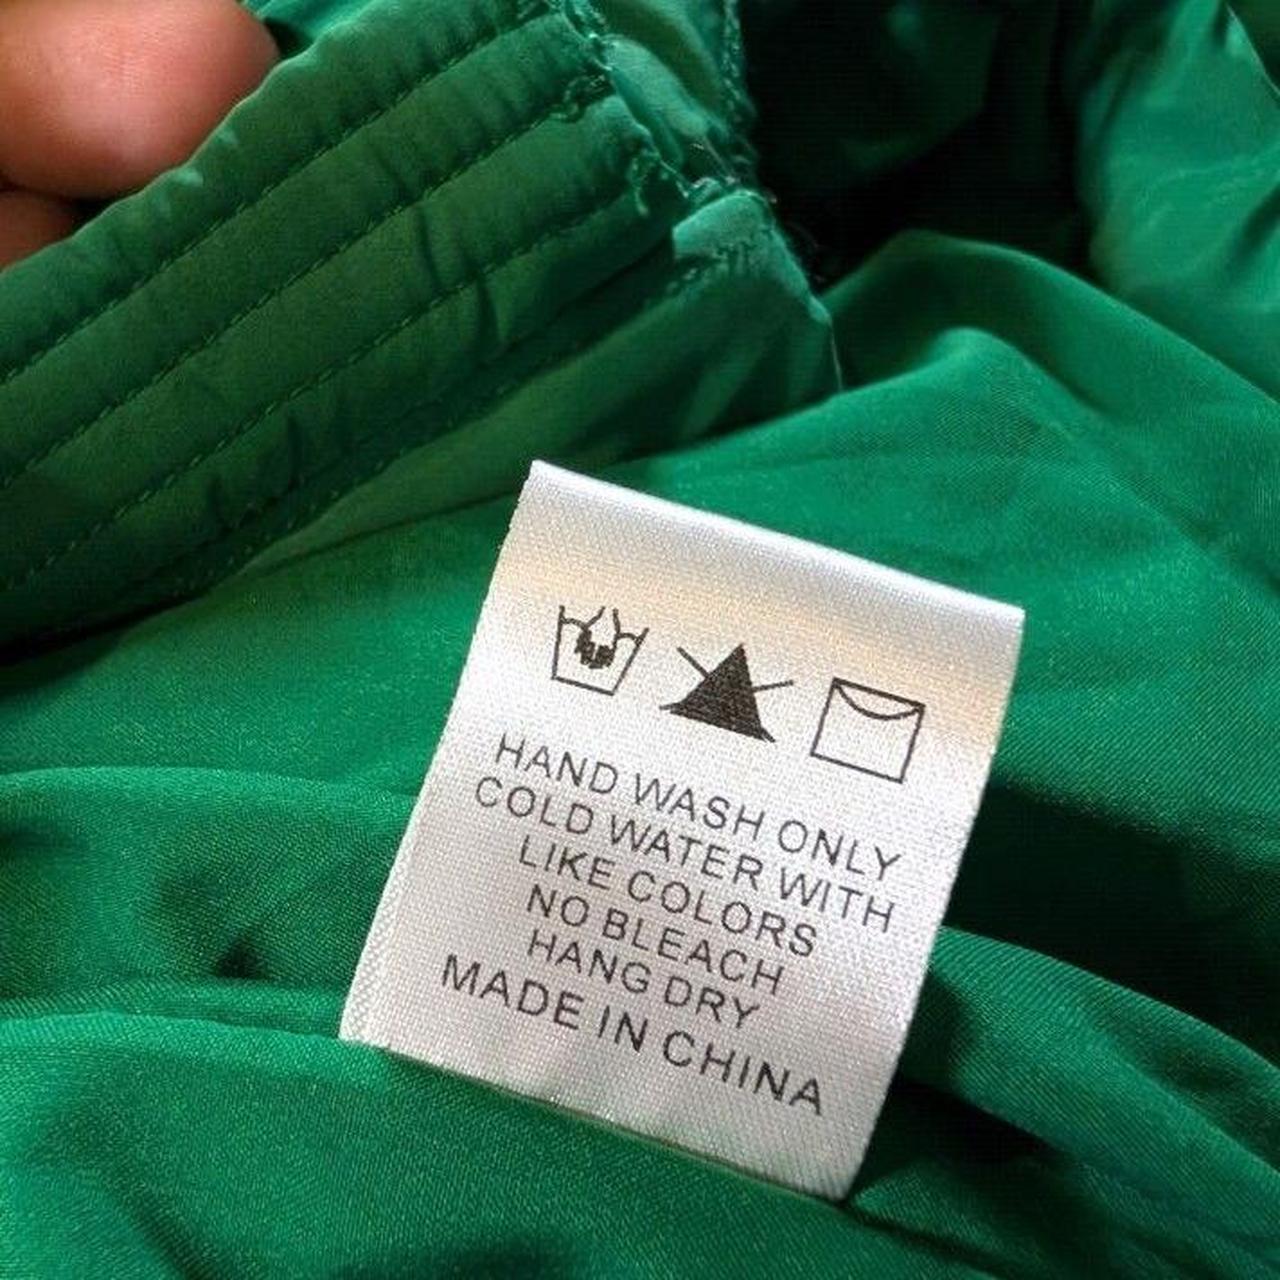 HAND WASH ONLY
COLD WATER WITH
LIKE COLORS
NO BLEACH
HANG DRY
MADE IN CHINA